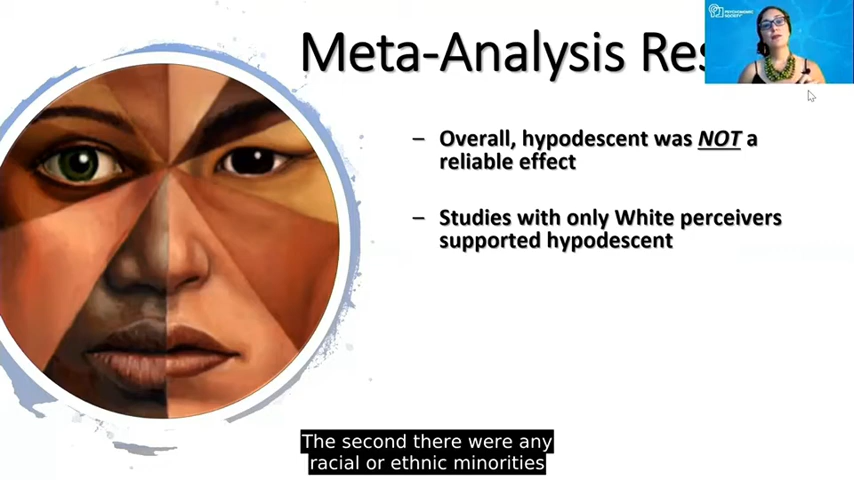 Meta-Analysis Res
PSYCHONOMIC
SOCIETY
– Overall, hypodescent was NOT a
reliable effect
– Studies with only White perceivers
supported hypodescent
The second there were any
racial or ethnic minorities